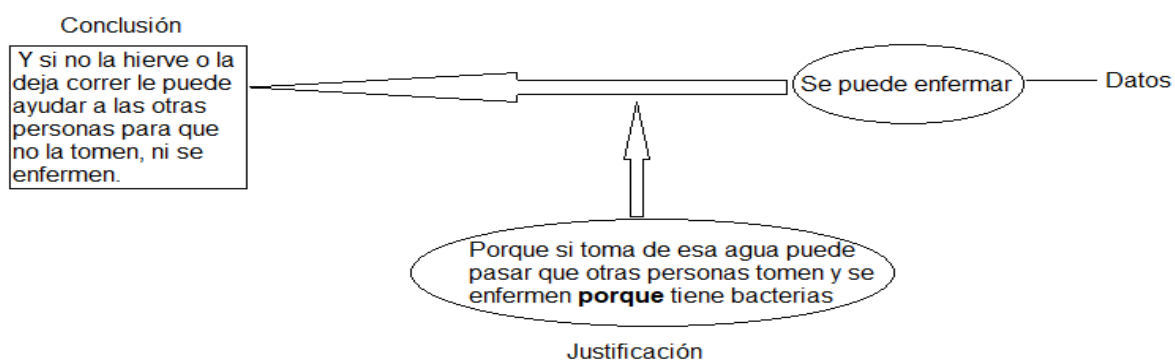 Conclusión
Y si no la hierve o la
deja correr le puede
ayudar a las otras
personas para que
no la tomen, ni se
enfermen.
Se puede enfermar
Datos
Porque si toma de esa agua puede
pasar que otras personas tomen y se
enfermen porque tiene bacterias
Justificación